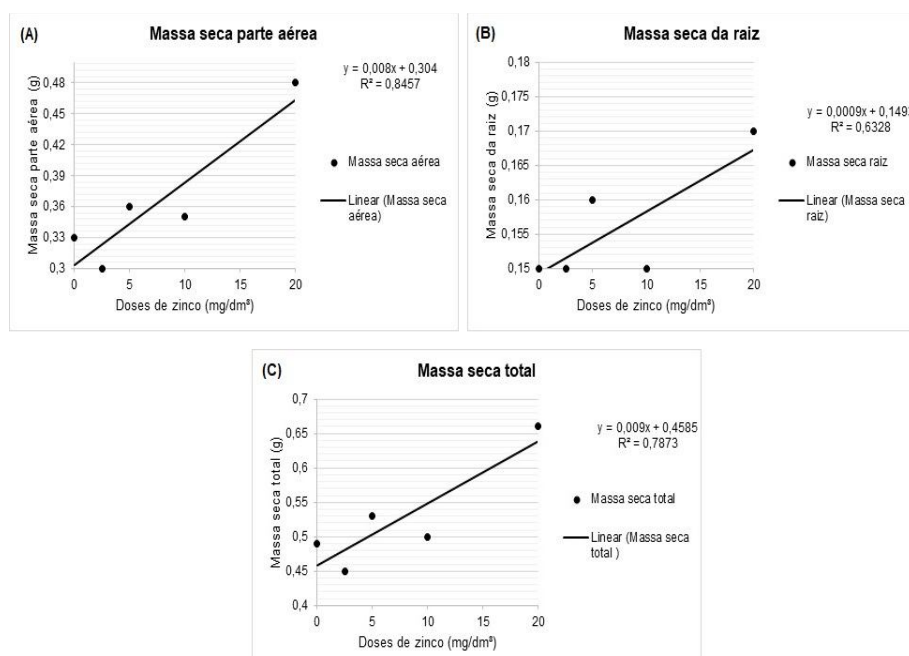 (A)
Massa seca parte aérea
y = 0,008x + 0,304
R² = 0,8457
Massa seca parte aérea (g)
0,48
0,45
0,42
0,39
0,36
0,33
0,3
0 5 10 15 20
Doses de zinco (mg/dm³)
Massa seca aérea
Linear (Massa seca
aérea)
(B)
Massa seca da raiz
y = 0,0009x + 0,149
R² = 0,6328
Massa seca da raiz (g)
0,18
0,175
0,17
0,165
0,16
0,155
0,15
0 5 10 15 20
Doses de zinco (mg/dm³)
Massa seca raiz
Linear (Massa seca
raiz)
(C)
Massa seca total
y = 0,009x + 0,4585
R² = 0,7873
Massa seca total (g)
0,7
0,65
0,6
0,55
0,5
0,45
0,4
0 5 10 15 20
Doses de zinco (mg/dm³)
Massa seca total
Linear (Massa seca
total )